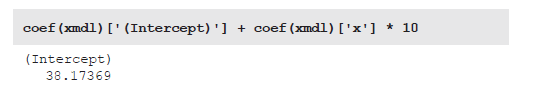 coef(xmdl)['(Intercept)'] + coef(xmdl)['x'] * 10
(Intercept)
38.17369